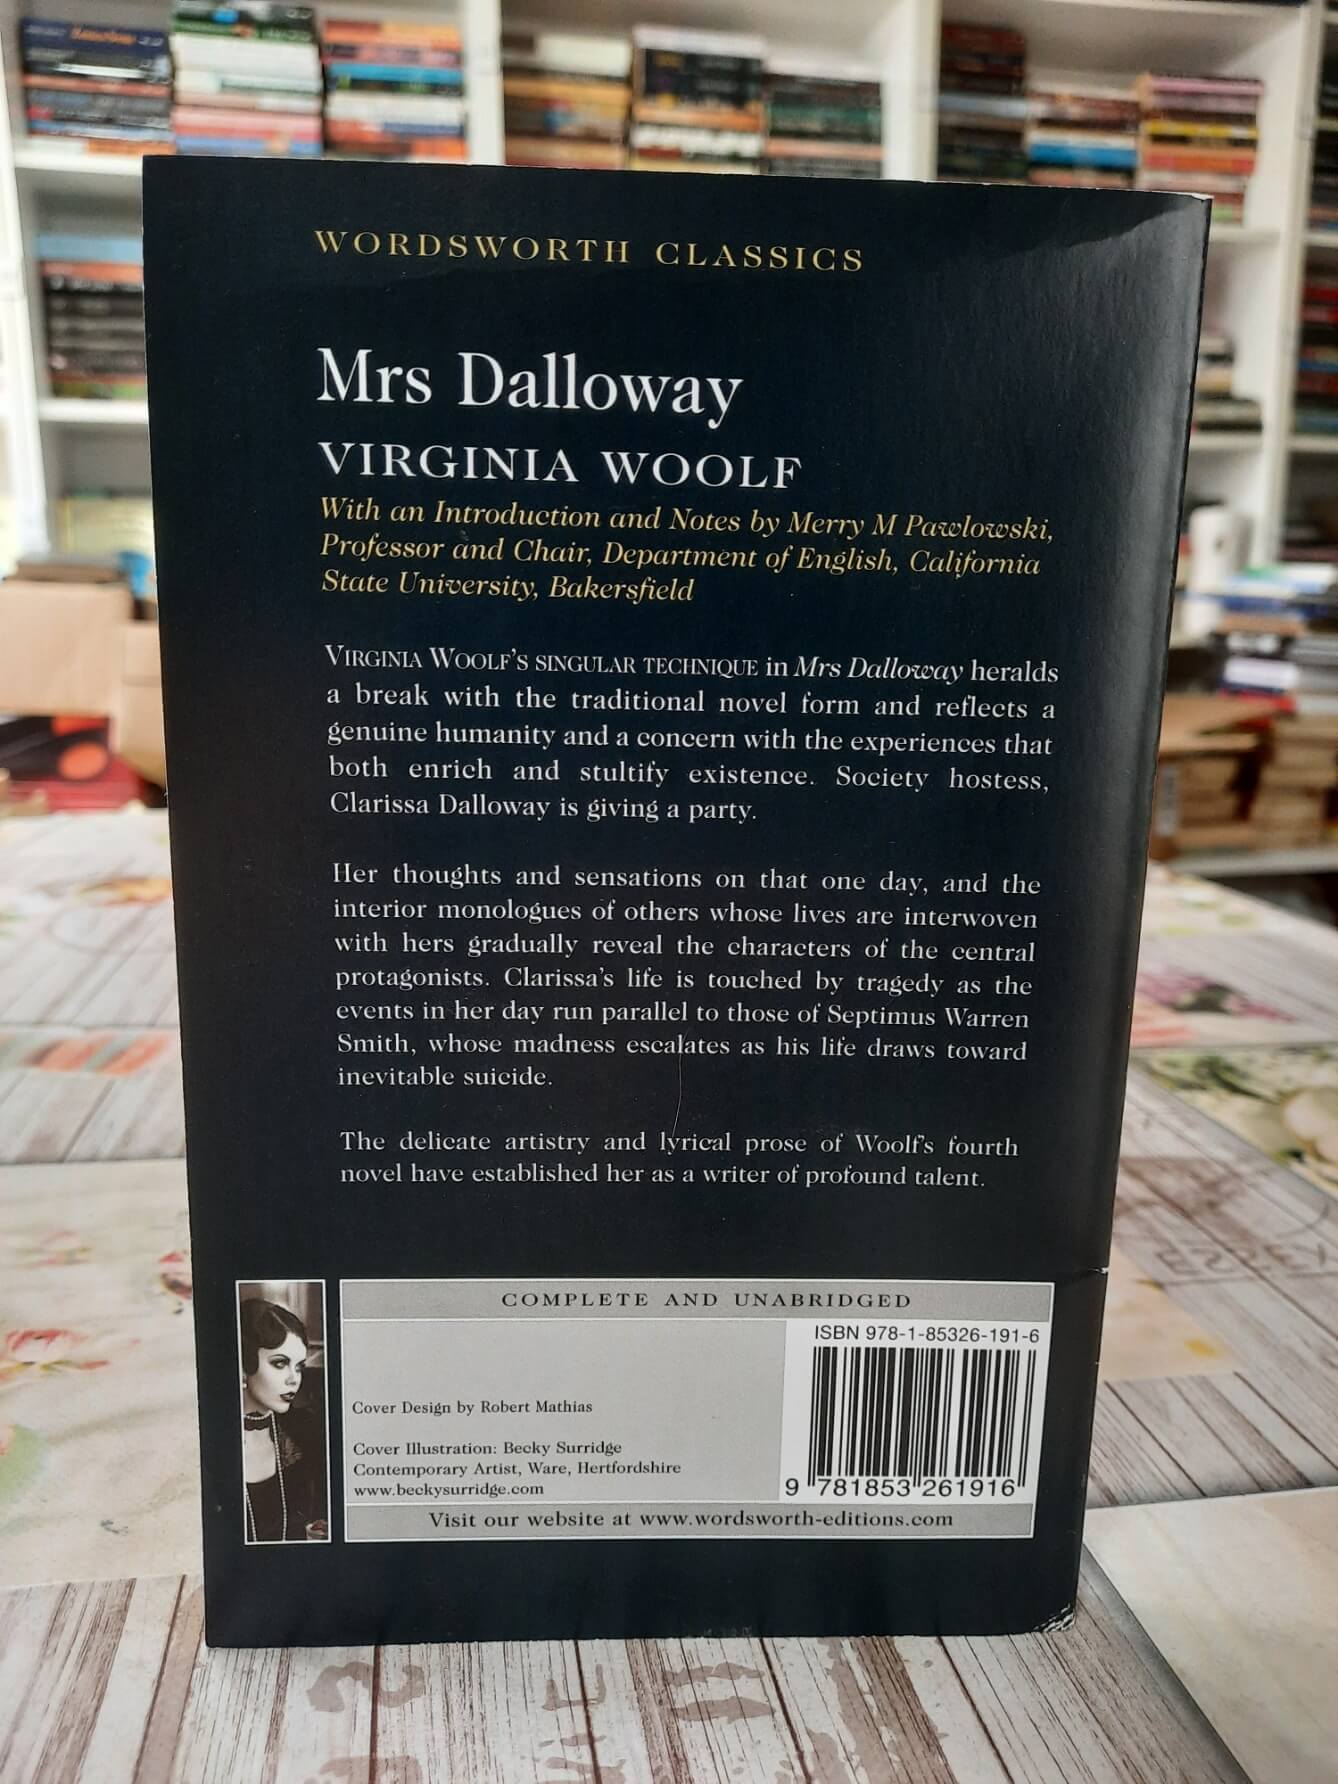 WORDSWORTH CLASSICS
Mrs Dalloway
VIRGINIA WOOLF
With an Introduction and Notes by Merry M Pawlowski,
Professor and Chair, Department of English, California
State University, Bakersfield
VIRGINIA WOOLF'S SINGULAR TECHNIQUE in Mrs Dalloway heralds
a break with the traditional novel form and reflects a
genuine humanity and a concern with the experiences that
both enrich and stultify existence. Society hostess,
Clarissa Dalloway is giving a party.
Her thoughts and sensations on that one day, and the
interior monologues of others whose lives are interwoven
with hers gradually reveal the characters of the central
protagonists. Clarissa's life is touched by tragedy as the
events in her day run parallel to those of Septimus Warren
Smith, whose madness escalates as his life draws toward
inevitable suicide.
The delicate artistry and lyrical prose of Woolf's fourth
novel have established her as a writer of profound talent.
COMPLETE AND UNABRIDGED
ISBN 978-1-85326-191-6
Cover Design by Robert Mathias
Cover Illustration: Becky Surridge
Contemporary Artist, Ware, Hertfordshire
www.beckysurridge.com
9 781853 261916
Visit our website at www.wordsworth-editions.com